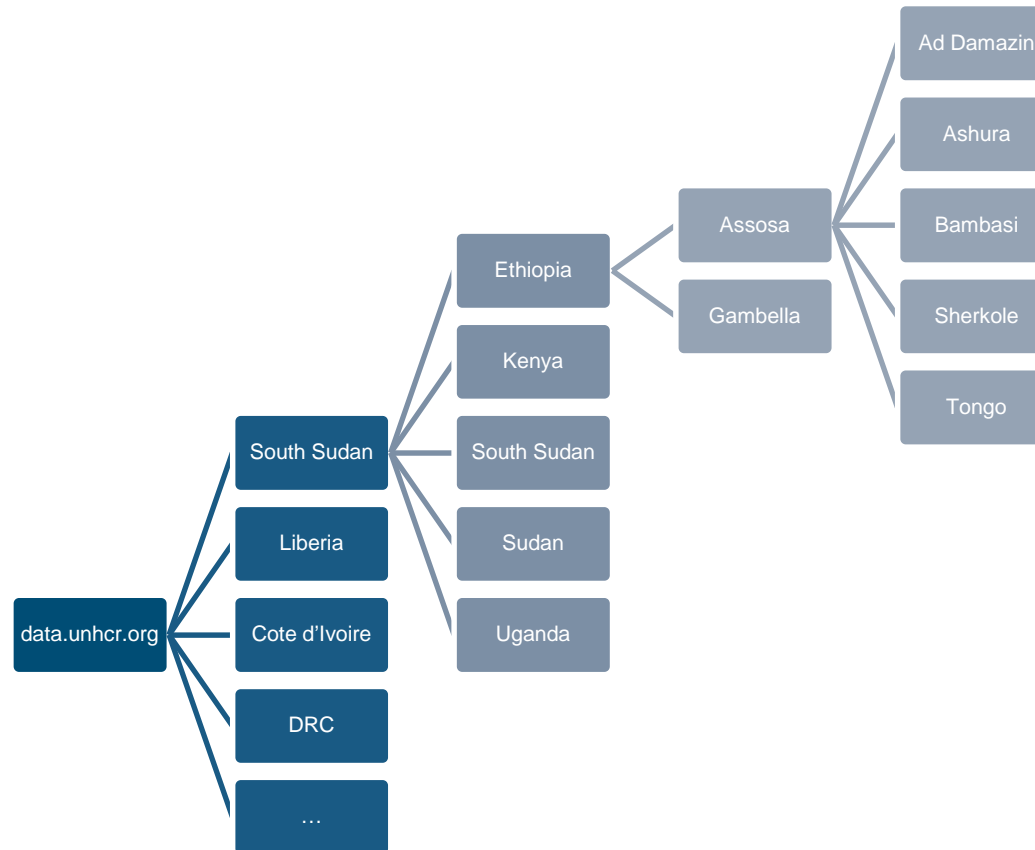 data.unhcr.org
South Sudan
Liberia
Cote d’Ivoire
DRC
…
Ethiopia
Kenya
South Sudan
Sudan
Uganda
Assosa
Gambella
Ad Damazin
Ashura
Bambasi
Sherkole
Tongo